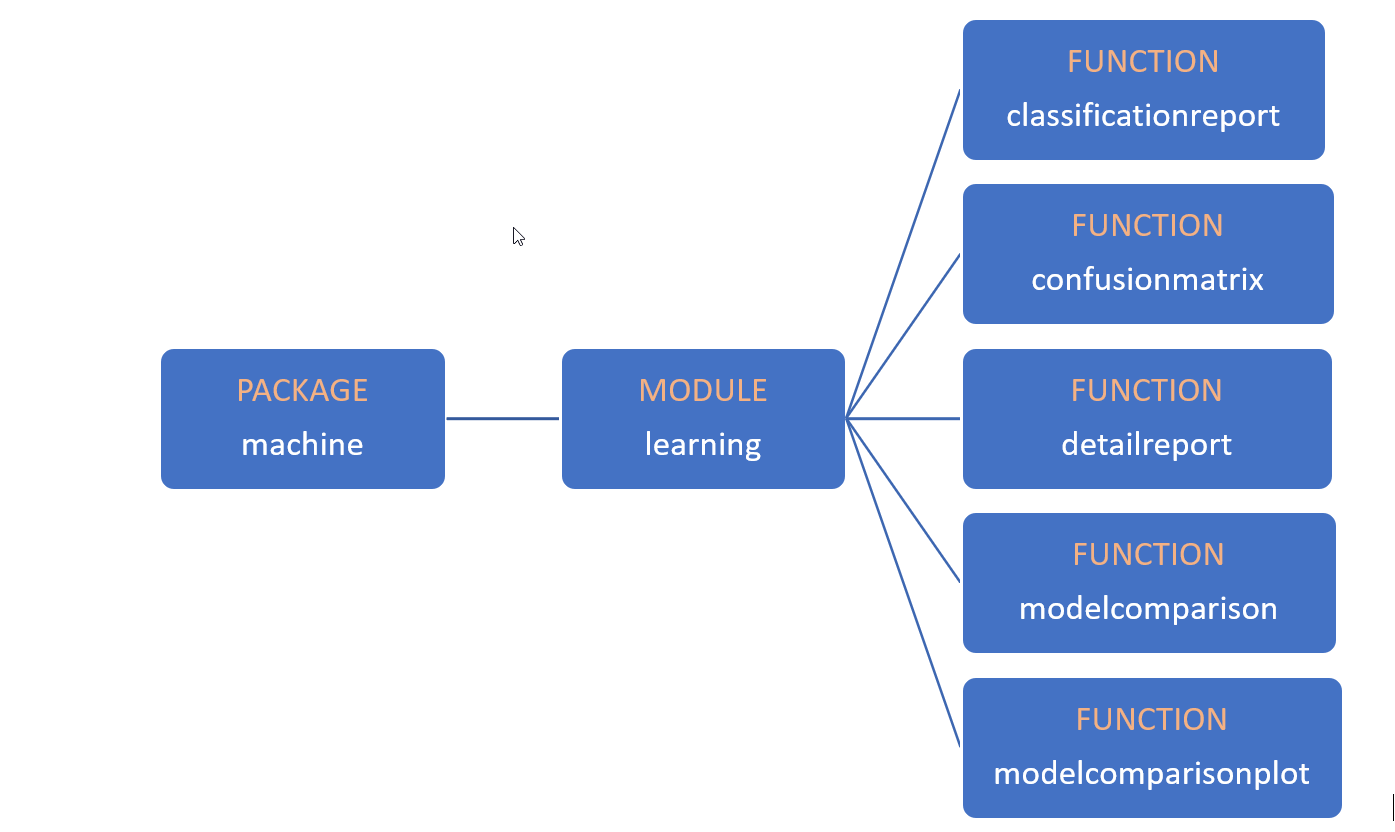 PACKAGE
machine
MODULE
learning
FUNCTION
classificationreport
FUNCTION
confusionmatrix
FUNCTION
detailreport
FUNCTION
modelcomparison
FUNCTION
modelcomparisonplot